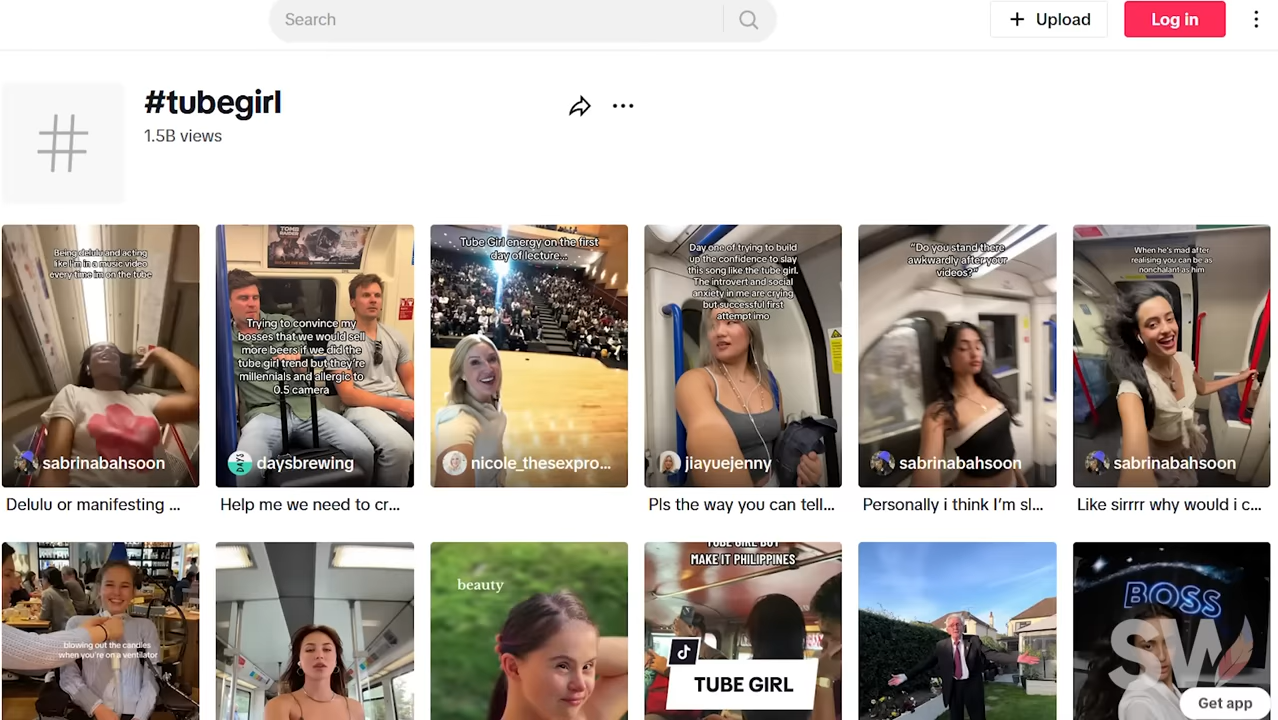 Search
Upload
Log in
#tubegirl
1.5B views
Being delulu and acting
like I'm in a music video
every time im on the tube
sabrinabahsoon
Delulu or manifesting ...
TOMB
RAIDER
Trying to convince my
bosses that we would sell
more beers if we did the
tube girl trend but they're
millennials and allergic to
0.5 camera
DAYS
daysbrewing
Help me we need to cr...
Tube Girl energy on the first
day of lecture...
nicole_thesexpro...
Day one of trying to build
up the confidence to slay
this song like the tube girl.
The introvert and social
anxiety in me are crying
but successful first
attempt imo
jiayuejenny
Pls the way you can tell...
"Do you stand there
awkwardly after your
videos?"
sabrinabahsoon
Personally i think I'm sl...
When he's mad after
realising you can be as
nonchalant as him
sabrinabahsoon
Like sirrrr why would i c...
blowing out the candles
when you're on a ventilator
beauty
TUBE GIRL BUT
MAKE IT PHILIPPINES
TUBE GIRL
BOSS
SW
Get app